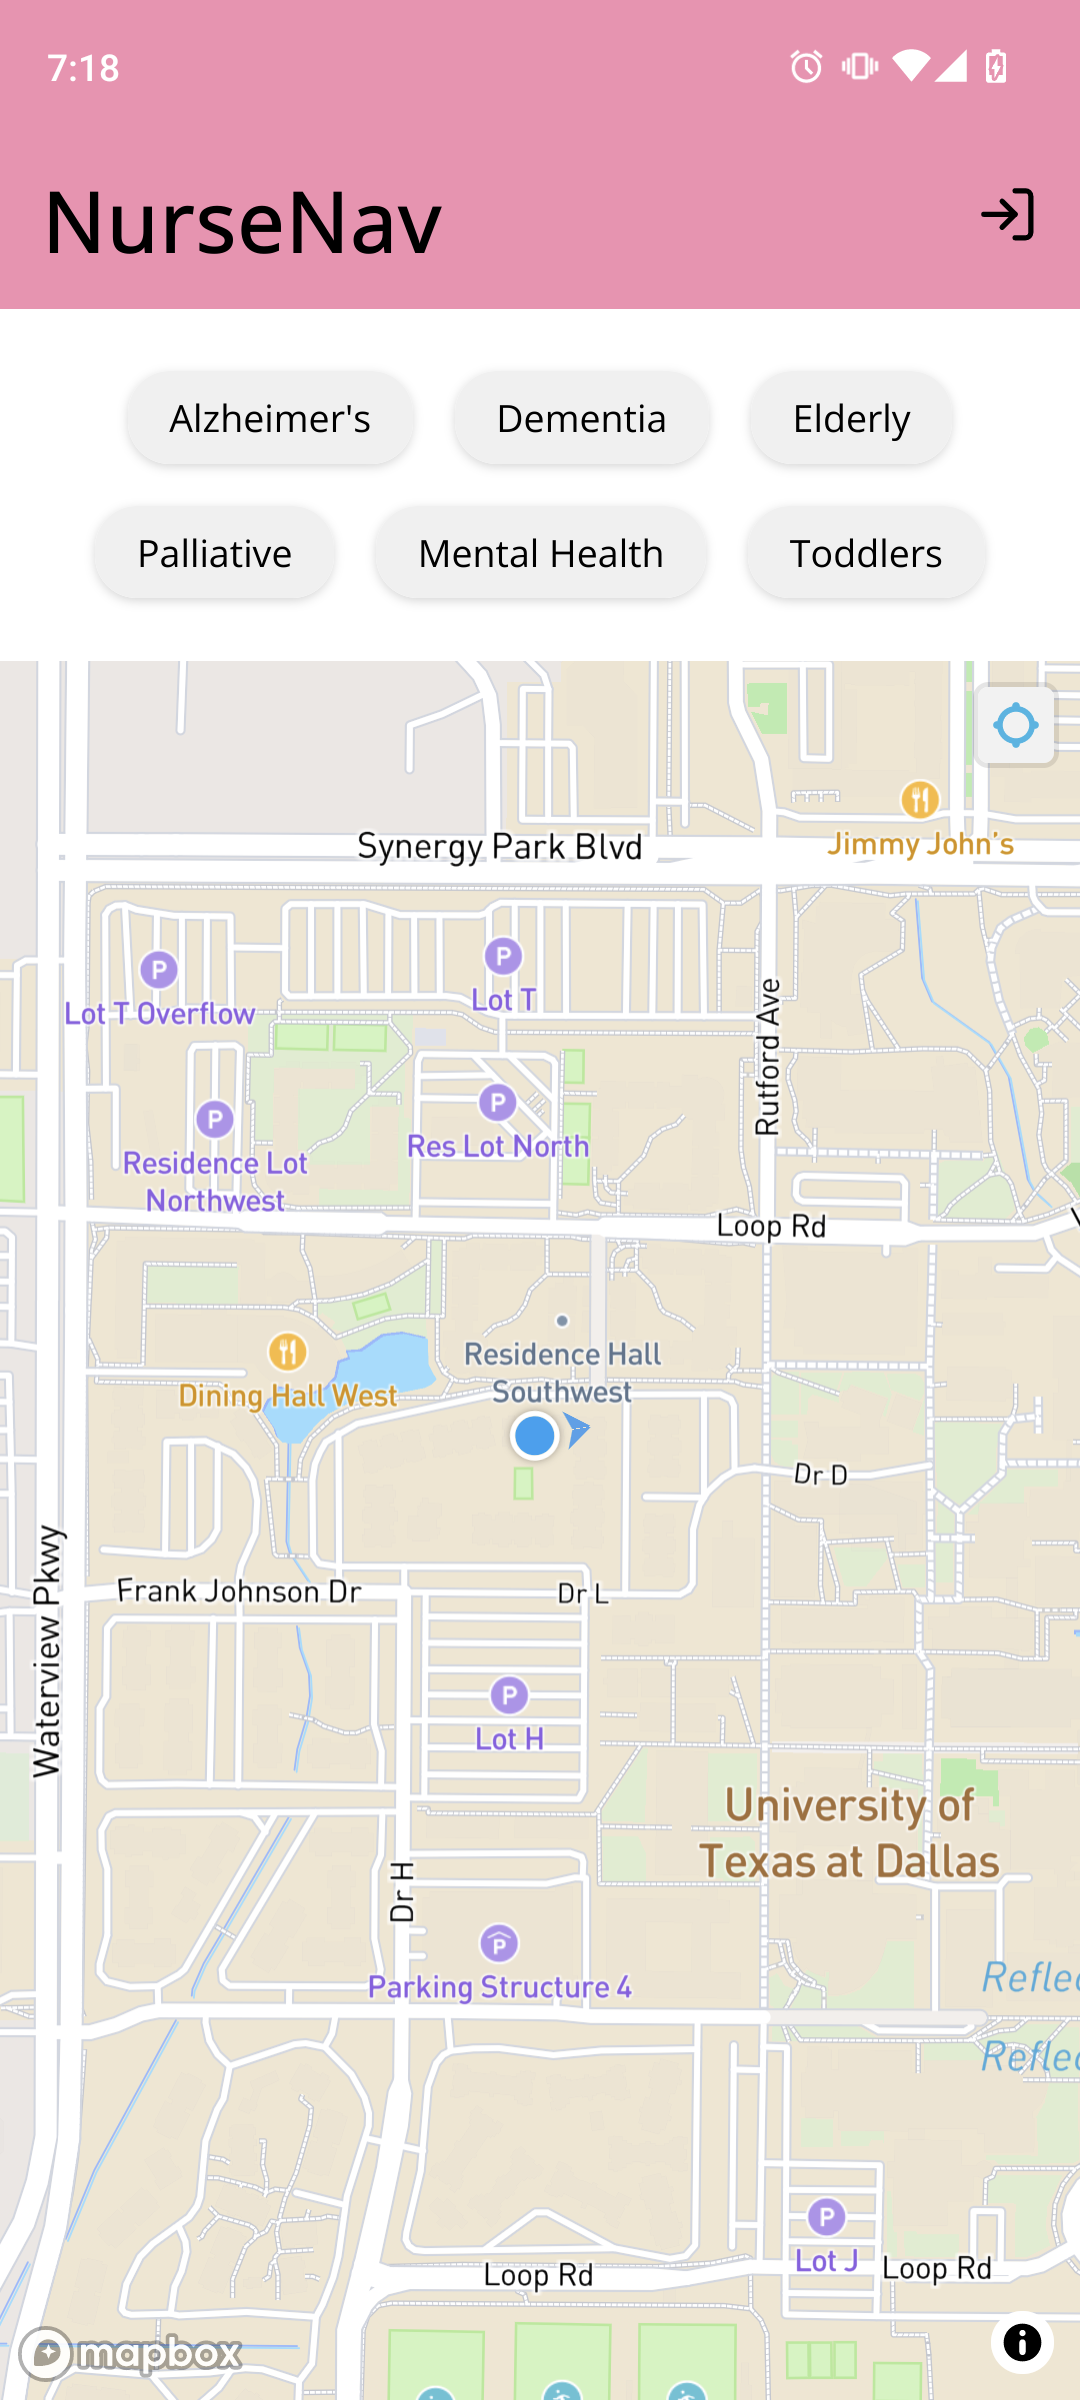 7:18
NurseNav
Alzheimer's
Dementia
Elderly
Palliative
Mental Health
Toddlers
Synergy Park Blvd
Jimmy John's
Lot T Overflow
Lot T
Rutford Ave
Residence Lot
Northwest
Res Lot North
Loop Rd
Dining Hall West
Residence Hall
Southwest
Dr D
Waterview Pkwy
Frank Johnson Dr
Dr L
Lot H
University of
Texas at Dallas
Dr H
Parking Structure 4
Reflec
Reflec
Lot J
Loop Rd
Loop Rd
mapbox